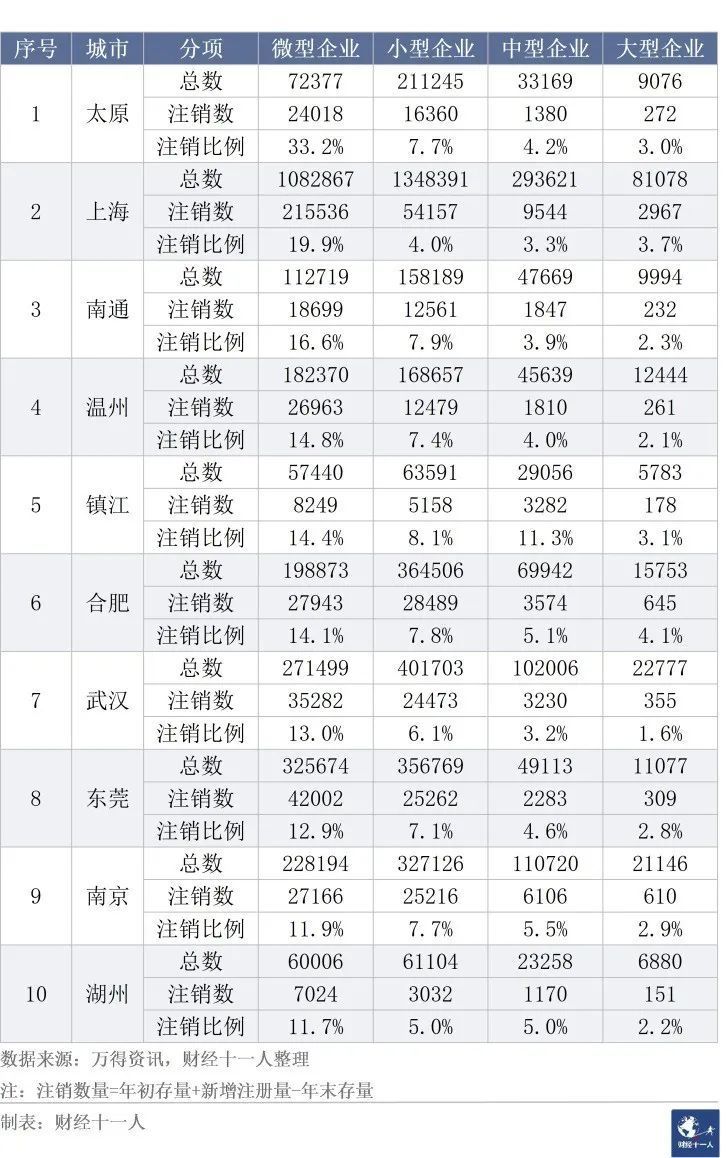 序号 城市 分项 微型企业 小型企业 中型企业 大型企业
总数 72377 211245 33169 9076
1 太原 注销数 24018 16360 1380 272
注销比例 33.2% 7.7% 4.2% 3.0%
总数 1082867 1348391 293621 81078
2 上海 注销数 215536 54157 9544 2967
注销比例 19.9% 4.0% 3.3% 3.7%
总数 112719 158189 47669 9994
3 南通 注销数 18699 12561 1847 232
注销比例 16.6% 7.9% 3.9% 2.3%
总数 182370 168657 45639 12444
4 温州 注销数 26963 12479 1810 261
注销比例 14.8% 7.4% 4.0% 2.1%
总数 57440 63591 29056 5783
5 镇江 注销数 8249 5158 3282 178
注销比例 14.4% 8.1% 11.3% 3.1%
总数 198873 364506 69942 15753
6 合肥 注销数 27943 28489 3574 645
注销比例 14.1% 7.8% 5.1% 4.1%
总数 271499 401703 102006 22777
7 武汉 注销数 35282 24473 3230 355
注销比例 13.0% 6.1% 3.2% 1.6%
总数 325674 356769 49113 11077
8 东莞 注销数 42002 25262 2283 309
注销比例 12.9% 7.1% 4.6% 2.8%
总数 228194 327126 110720 21146
9 南京 注销数 27166 25216 6106 610
注销比例 11.9% 7.7% 5.5% 2.9%
总数 60006 61104 23258 6880
10 湖州 注销数 7024 3032 1170 151
注销比例 11.7% 5.0% 5.0% 2.2%
数据来源：万得资讯，财经十一人整理
注：注销数量=年初存量+新增注册量-年末存量
制表：财经十一人
财经十一人